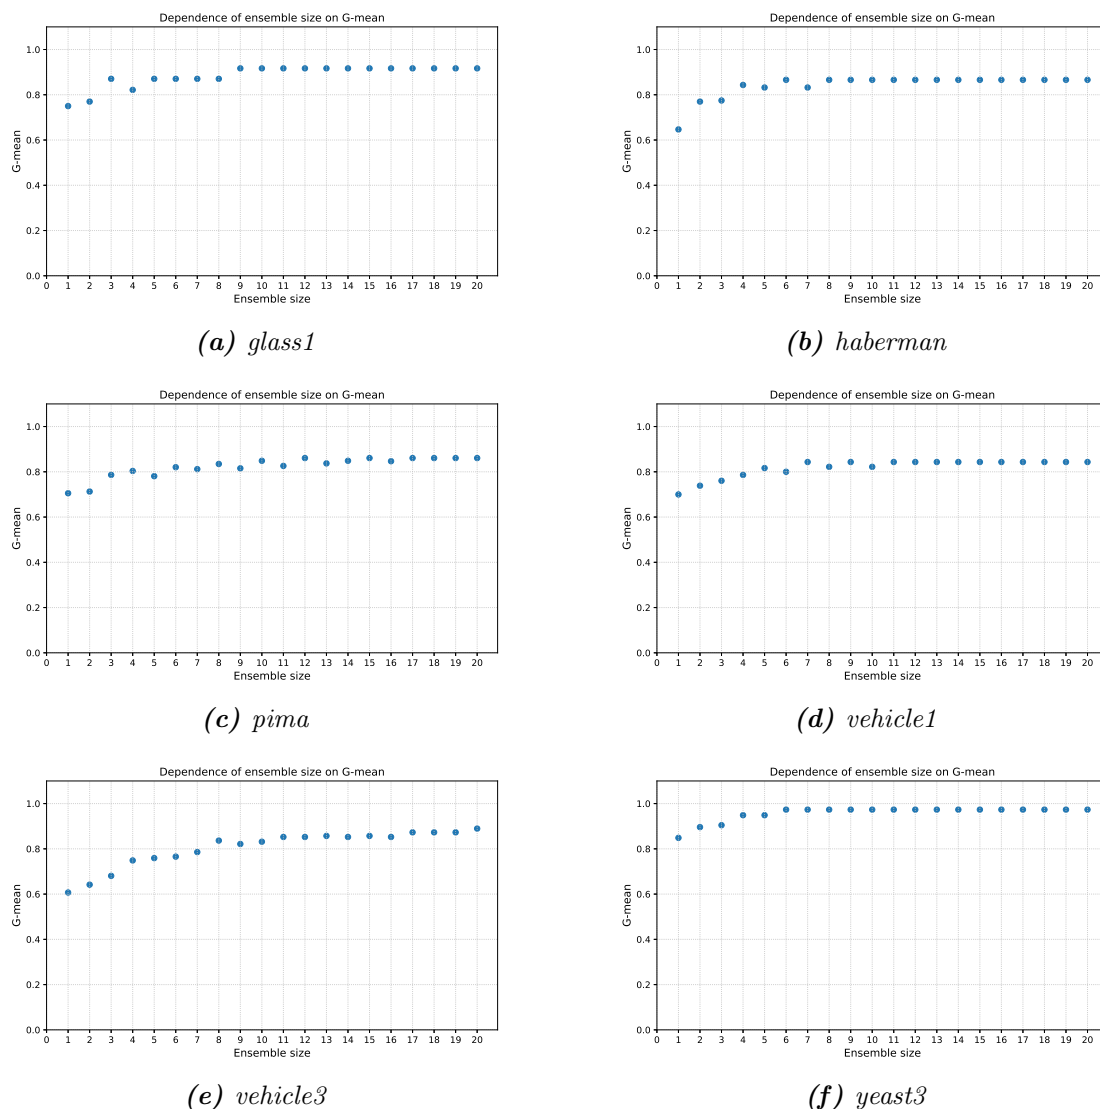 Dependence of ensemble size on G-mean
1.0
0.8
0.6
0.4
0.2
0.0
G-mean
0 1 2 3 4 5 6 7 8 9 10 11 12 13 14 15 16 17 18 19 20
Ensemble size
(a) glass1
Dependence of ensemble size on G-mean
1.0
0.8
0.6
0.4
0.2
0.0
G-mean
0 1 2 3 4 5 6 7 8 9 10 11 12 13 14 15 16 17 18 19 20
Ensemble size
(b) haberman
Dependence of ensemble size on G-mean
1.0
0.8
0.6
0.4
0.2
0.0
G-mean
0 1 2 3 4 5 6 7 8 9 10 11 12 13 14 15 16 17 18 19 20
Ensemble size
(c) pima
Dependence of ensemble size on G-mean
1.0
0.8
0.6
0.4
0.2
0.0
G-mean
0 1 2 3 4 5 6 7 8 9 10 11 12 13 14 15 16 17 18 19 20
Ensemble size
(d) vehicle1
Dependence of ensemble size on G-mean
1.0
0.8
0.6
0.4
0.2
0.0
G-mean
0 1 2 3 4 5 6 7 8 9 10 11 12 13 14 15 16 17 18 19 20
Ensemble size
(e) vehicle3
Dependence of ensemble size on G-mean
1.0
0.8
0.6
0.4
0.2
0.0
G-mean
0 1 2 3 4 5 6 7 8 9 10 11 12 13 14 15 16 17 18 19 20
Ensemble size
(f) yeast3